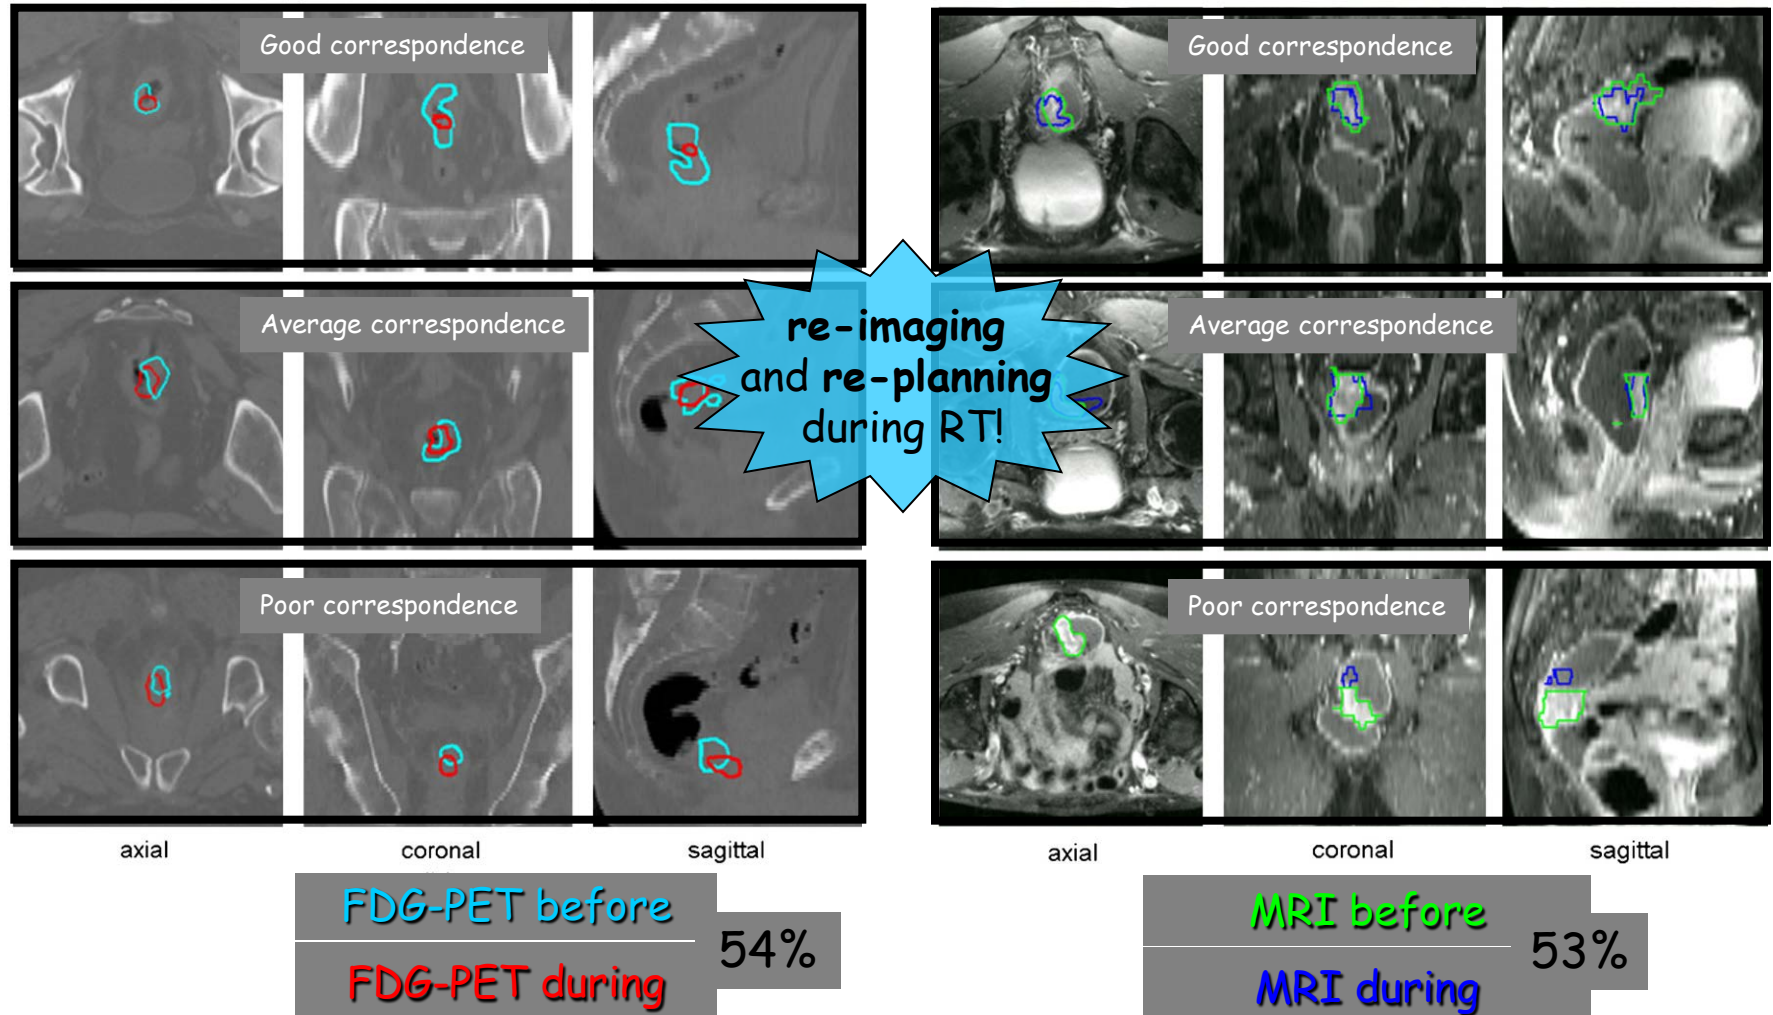 Good correspondence
Good correspondence
Average correspondence
Average correspondence
re-imaging
and re-planning
during RT!
Poor correspondence
Poor correspondence
axial
coronal
sagittal
axial
coronal
sagittal
FDG-PET before
FDG-PET during
54%
MRI before
MRI during
53%